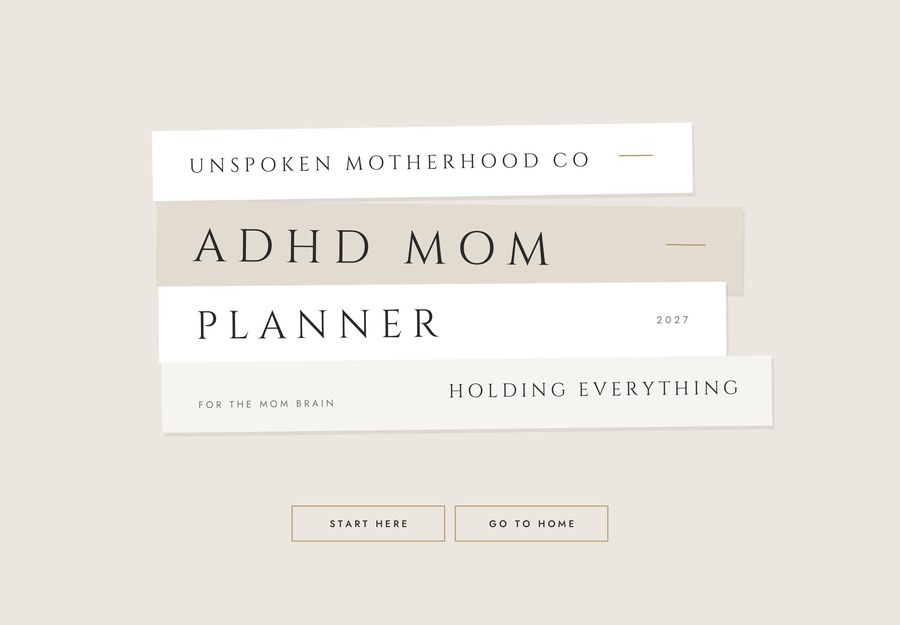 UNSPOKEN MOTHERHOOD CO
ADHD MOM
PLANNER
2027
FOR THE MOM BRAIN
HOLDING EVERYTHING
START HERE
GO TO HOME